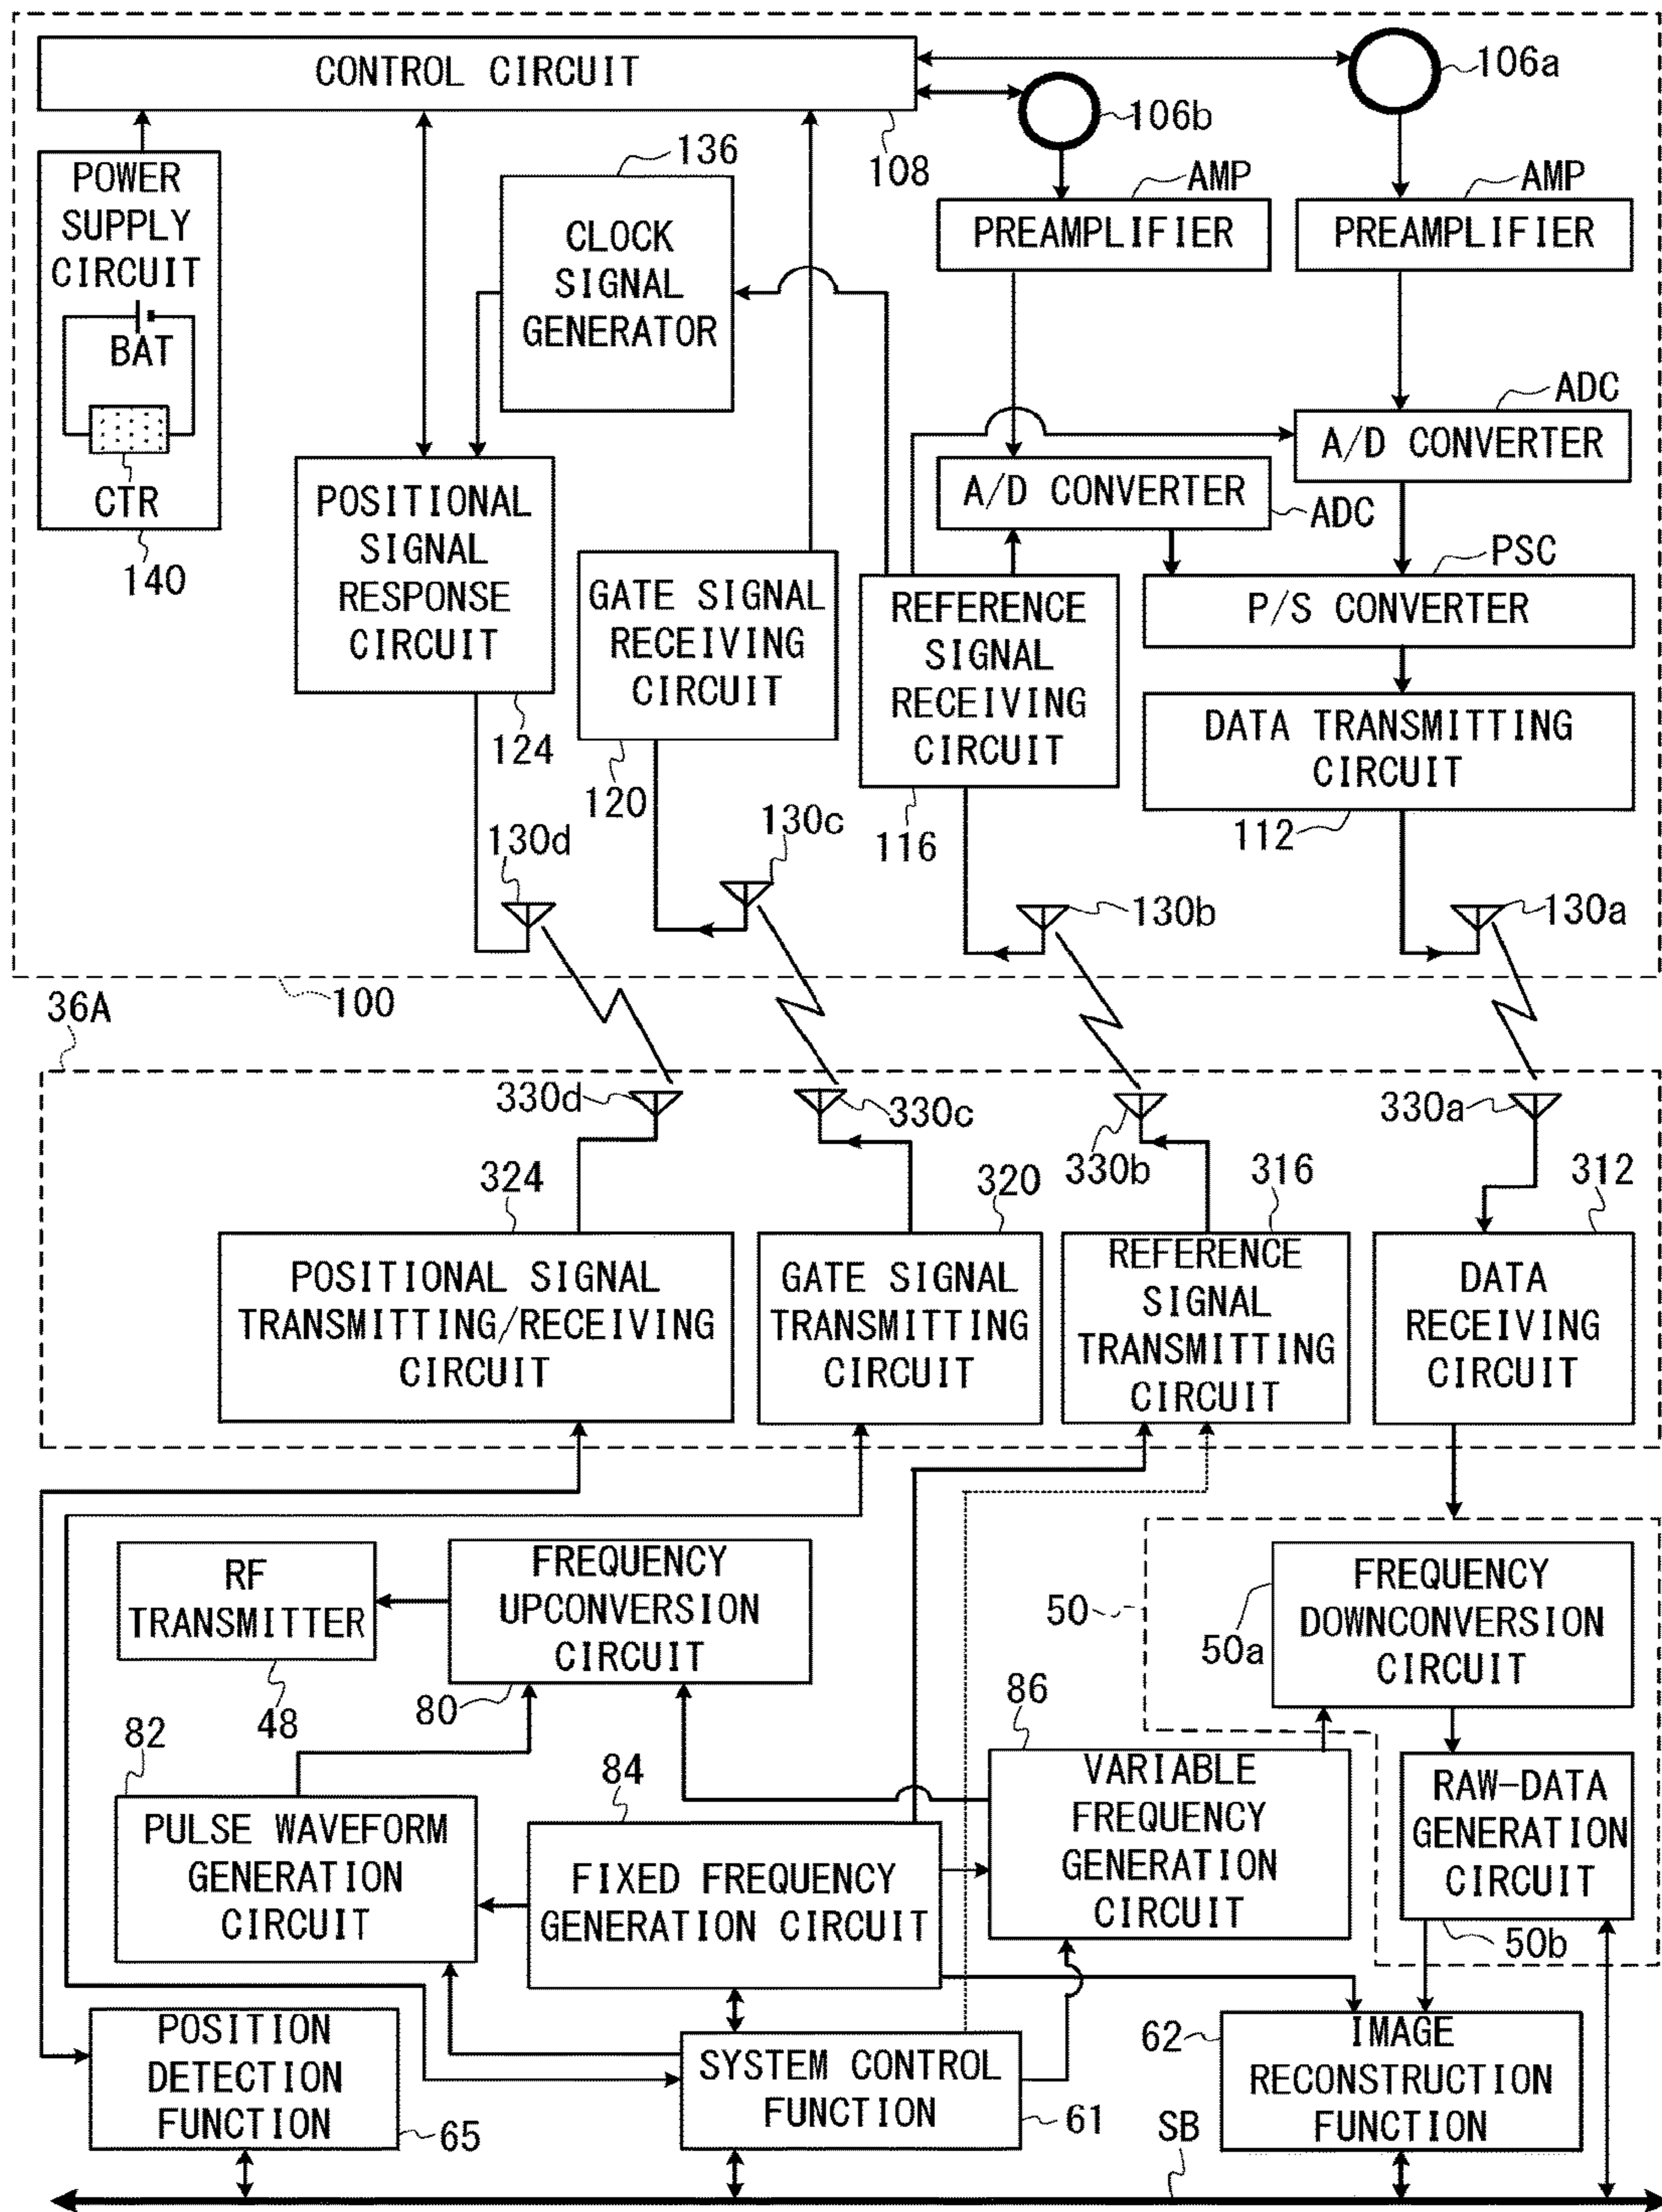 CONTROL CIRCUIT
106a
106b
108
136
AMP
AMP
POWER
SUPPLY
CIRCUIT
BAT
CTR
140
CLOCK
SIGNAL
GENERATOR
PREAMPLIFIER
PREAMPLIFIER
ADC
A/D CONVERTER
A/D CONVERTER
ADC
POSITIONAL
SIGNAL
RESPONSE
CIRCUIT
124
GATE SIGNAL
RECEIVING
CIRCUIT
120
REFERENCE
SIGNAL
RECEIVING
CIRCUIT
116
PSC
P/S CONVERTER
DATA TRANSMITTING
CIRCUIT
112
130d
130c
130b
130a
100
36A
330d
330c
330b
330a
324
320
316
312
POSITIONAL SIGNAL
TRANSMITTING/RECEIVING
CIRCUIT
GATE SIGNAL
TRANSMITTING
CIRCUIT
REFERENCE
SIGNAL
TRANSMITTING
CIRCUIT
DATA
RECEIVING
CIRCUIT
RF
TRANSMITTER
48
FREQUENCY
UPCONVERSION
CIRCUIT
80
50
50a
FREQUENCY
DOWNCONVERSION
CIRCUIT
82
84
86
PULSE WAVEFORM
GENERATION
CIRCUIT
FIXED FREQUENCY
GENERATION CIRCUIT
VARIABLE
FREQUENCY
GENERATION
CIRCUIT
RAW-DATA
GENERATION
CIRCUIT
50b
POSITION
DETECTION
FUNCTION
65
SYSTEM CONTROL
FUNCTION
61
62
IMAGE
RECONSTRUCTION
FUNCTION
SB